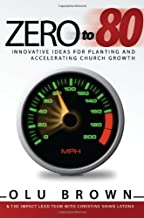 ZERO to 80
INNOVATIVE IDEAS FOR PLANTING AND
ACCELERATING CHURCH GROWTH
200
MPH
OLU BROWN
& THE IMPACT LEAD TEAM WITH CHRISTINE SHINN LATONA